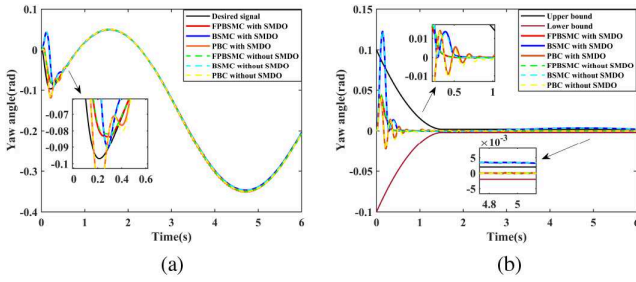 Desired signal
FPBSMC with SMDO
BSMC with SMDO
PBC with SMDO
FPBSMC without SMDO
BSMC without SMDO
PBC without SMDO
0.1
0
-0.1
-0.2
-0.3
-0.4
Yaw angle(rad)
-0.07
-0.08
-0.09
-0.1
0 0.2 0.4 0.6
0 1 2 3 4 5 6
Time(s)
(a)
Upper bound
Lower bound
FPBSMC with SMDO
BSMC with SMDO
PBC with SMDO
FPBSMC without SMDO
BSMC without SMDO
PBC without SMDO
0.15
0.1
0.05
0
-0.05
-0.1
Yaw angle(rad)
0.01
0
-0.01
0.5 1
×10⁻³
5
0
-5
4.8 5
0 1 2 3 4 5 6
Time(s)
(b)